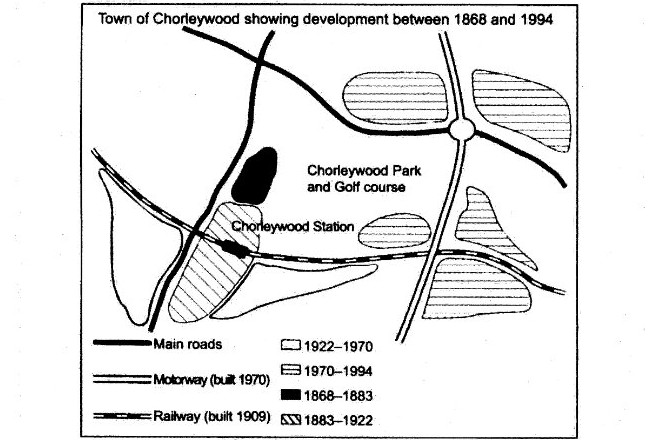 Town of Chorleywood showing development between 1868 and 1994
Chorleywood Park
and Golf course
Chorleywood Station
Main roads
Motorway (built 1970)
Railway (built 1909)
1922–1970
1970–1994
1868–1883
1883–1922